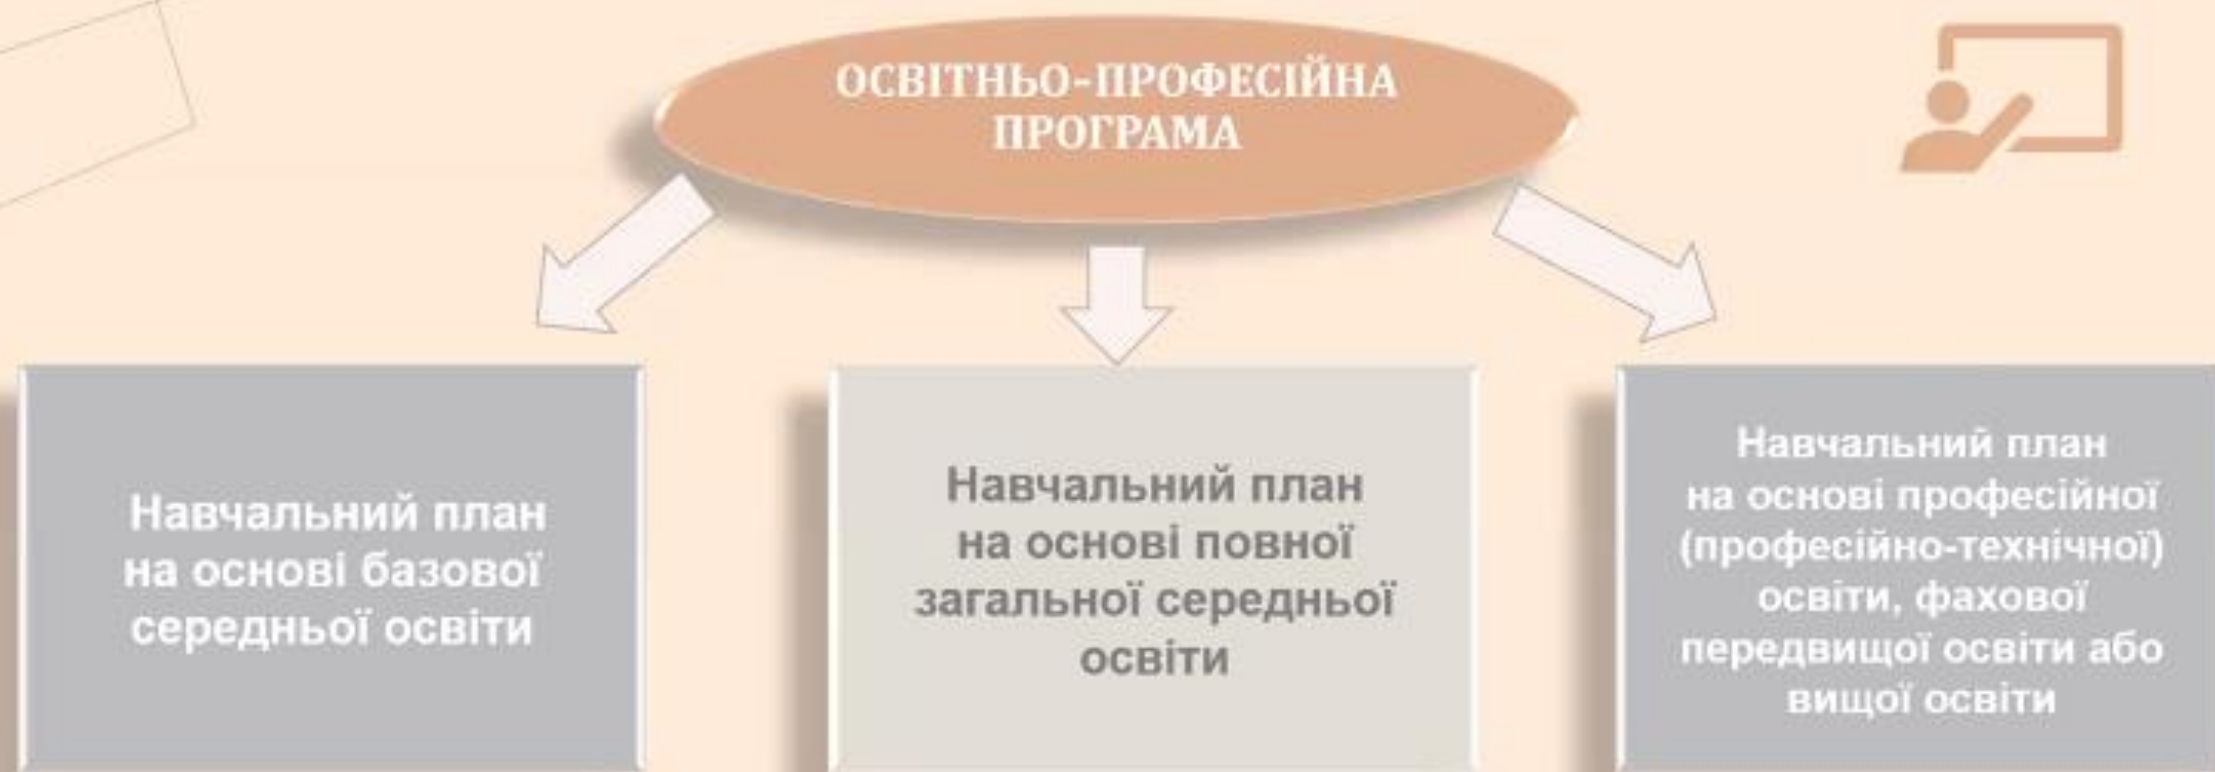 ОСВІТНЬО-ПРОФЕСІЙНА
ПРОГРАМА
Навчальний план
на основі базової
середньої освіти
Навчальний план
на основі повної
загальної середньої
освіти
Навчальний план
на основі професійної
(професійно-технічної)
освіти, фахової
передвищої освіти або
вищої освіти